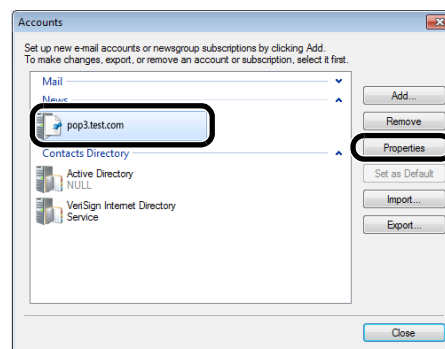 Accounts
Set up new e-mail accounts or newsgroup subscriptions by clicking Add.
To make changes, export, or remove an account or subscription, select it first.
Mail
News
pop3.test.com
Contacts Directory
Active Directory
NULL
VeriSign Internet Directory
Service
Add...
Remove
Properties
Set as Default
Import...
Export...
Close